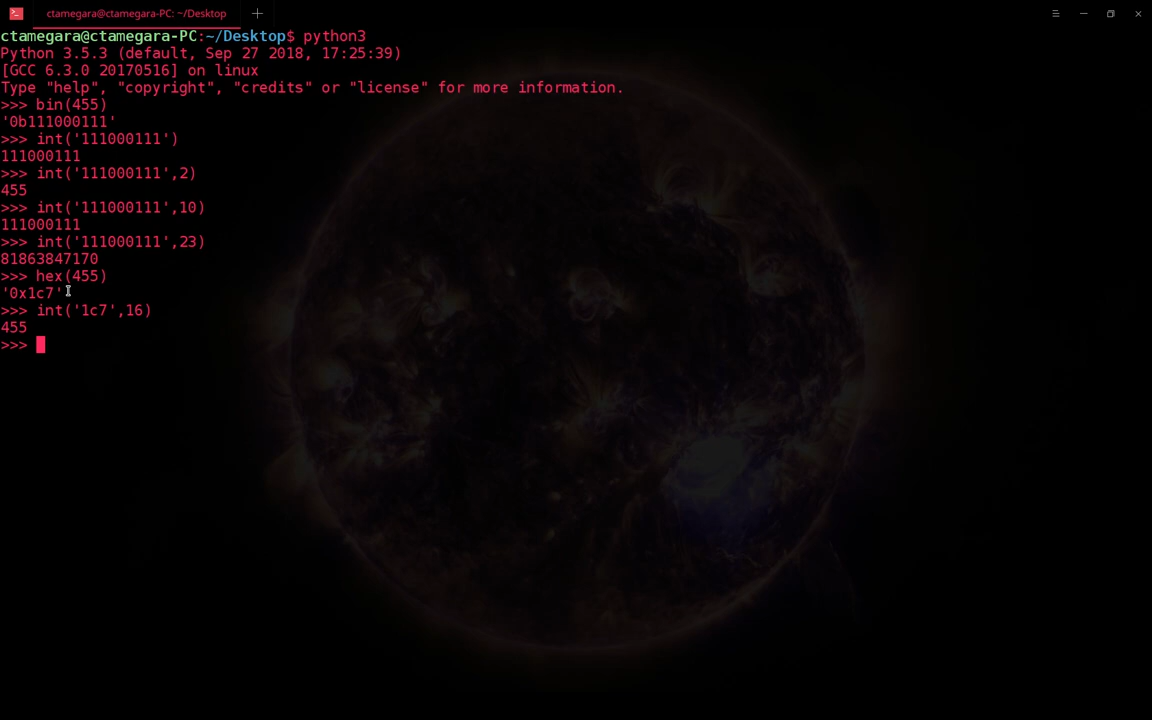 ctamegara@ctamegara-PC: ~/Desktop
ctamegara@ctamegara-PC:~/Desktop$ python3
Python 3.5.3 (default, Sep 27 2018, 17:25:39)
[GCC 6.3.0 20170516] on linux
Type "help", "copyright", "credits" or "license" for more information.
>>> bin(455)
'0b111000111'
>>> int('111000111')
111000111
>>> int('111000111',2)
455
>>> int('111000111',10)
111000111
>>> int('111000111',23)
81863847170
>>> hex(455)
'0x1c7'
>>> int('1c7',16)
455
>>>